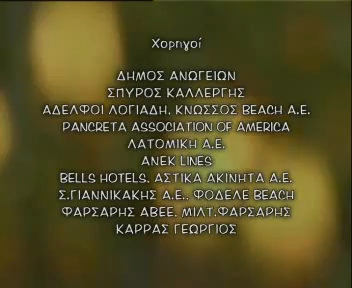 Χορηγοί
ΔΗΜΟΣ ΑΝΩΓΕΙΩΝ
ΣΠΥΡΟΣ ΚΑΛΛΕΡΓΗΣ
ΑΔΕΛΦΟΙ ΛΟΓΙΑΔΗ, ΚΝΩΣΣΟΣ BEACH Α.Ε.
PANCRETA ASSOCIATION OF AMERICA
ΛΑΤΟΜΙΚΗ Α.Ε.
ANEK LINES
BELLS HOTELS, ΑΣΤΙΚΑ ΑΚΙΝΗΤΑ Α.Ε.
Σ.ΓΙΑΝΝΙΚΑΚΗΣ Α.Ε., ΦΟΔΕΛΕ BEACH
ΦΑΡΣΑΡΗΣ ΑΒΕΕ, ΜΙΛΤ.ΦΑΡΣΑΡΗΣ
ΚΑΡΡΑΣ ΓΕΩΡΓΙΟΣ